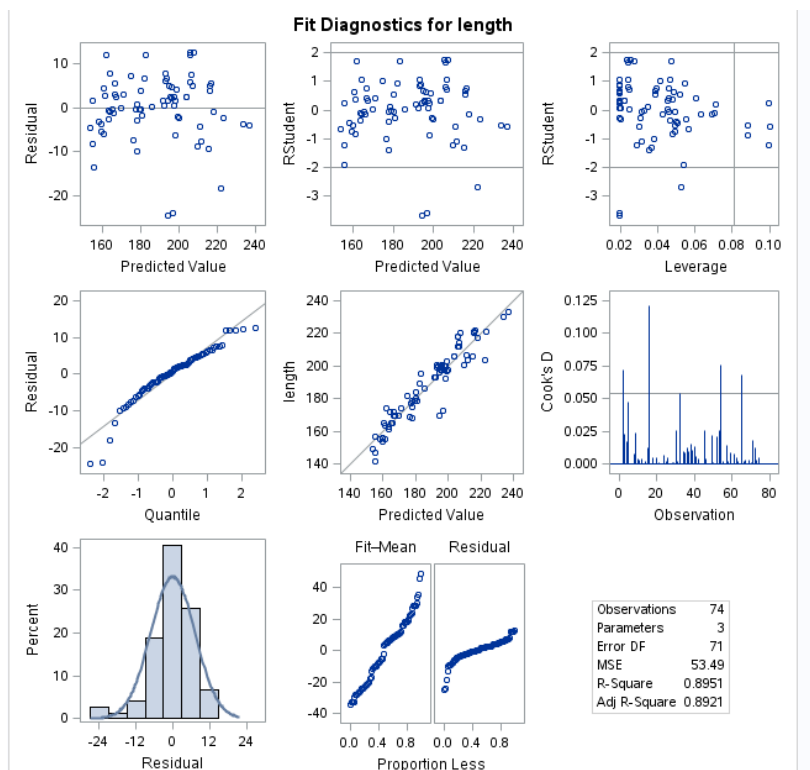 Fit Diagnostics for length
Residual
10
0
-10
-20
160 180 200 220 240
Predicted Value
RStudent
2
1
0
-1
-2
-3
160 180 200 220 240
Predicted Value
RStudent
2
1
0
-1
-2
-3
0.02 0.04 0.06 0.08 0.10
Leverage
Residual
20
10
0
-10
-20
-2 -1 0 1 2
Quantile
length
240
220
200
180
160
140
140 160 180 200 220 240
Predicted Value
Cook's D
0.125
0.100
0.075
0.050
0.025
0.000
0 20 40 60 80
Observation
Percent
40
30
20
10
0
-24 -12 0 12 24
Residual
Fit–Mean Residual
40
20
0
-20
-40
0.0 0.4 0.8 0.0 0.4 0.8
Proportion Less
Observations 74
Parameters 3
Error DF 71
MSE 53.49
R-Square 0.8951
Adj R-Square 0.8921